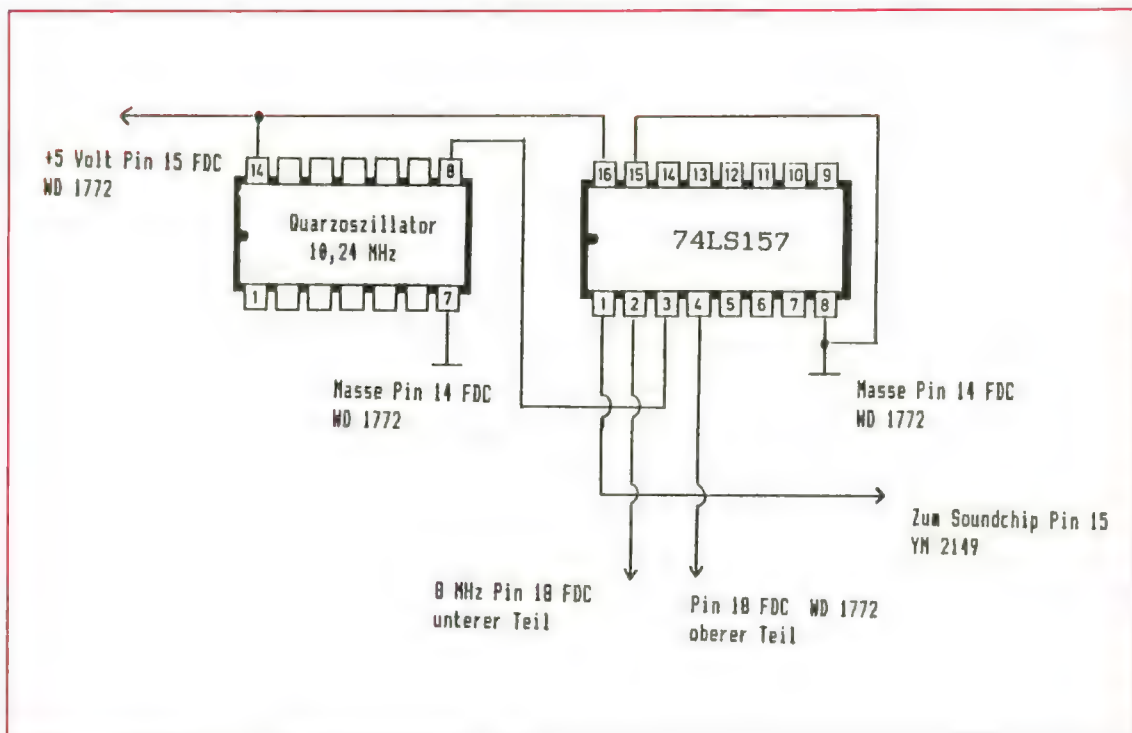 +5 Volt Pin 15 FDC
WD 1772
14
8
Quarzoszillator
10,24 MHz
1
7
16 15 14 13 12 11 10 9
74LS157
1 2 3 4 5 6 7 8
Masse Pin 14 FDC
WD 1772
Masse Pin 14 FDC
WD 1772
Zum Soundchip Pin 15
YM 2149
8 MHz Pin 18 FDC
unterer Teil
Pin 18 FDC WD 1772
oberer Teil